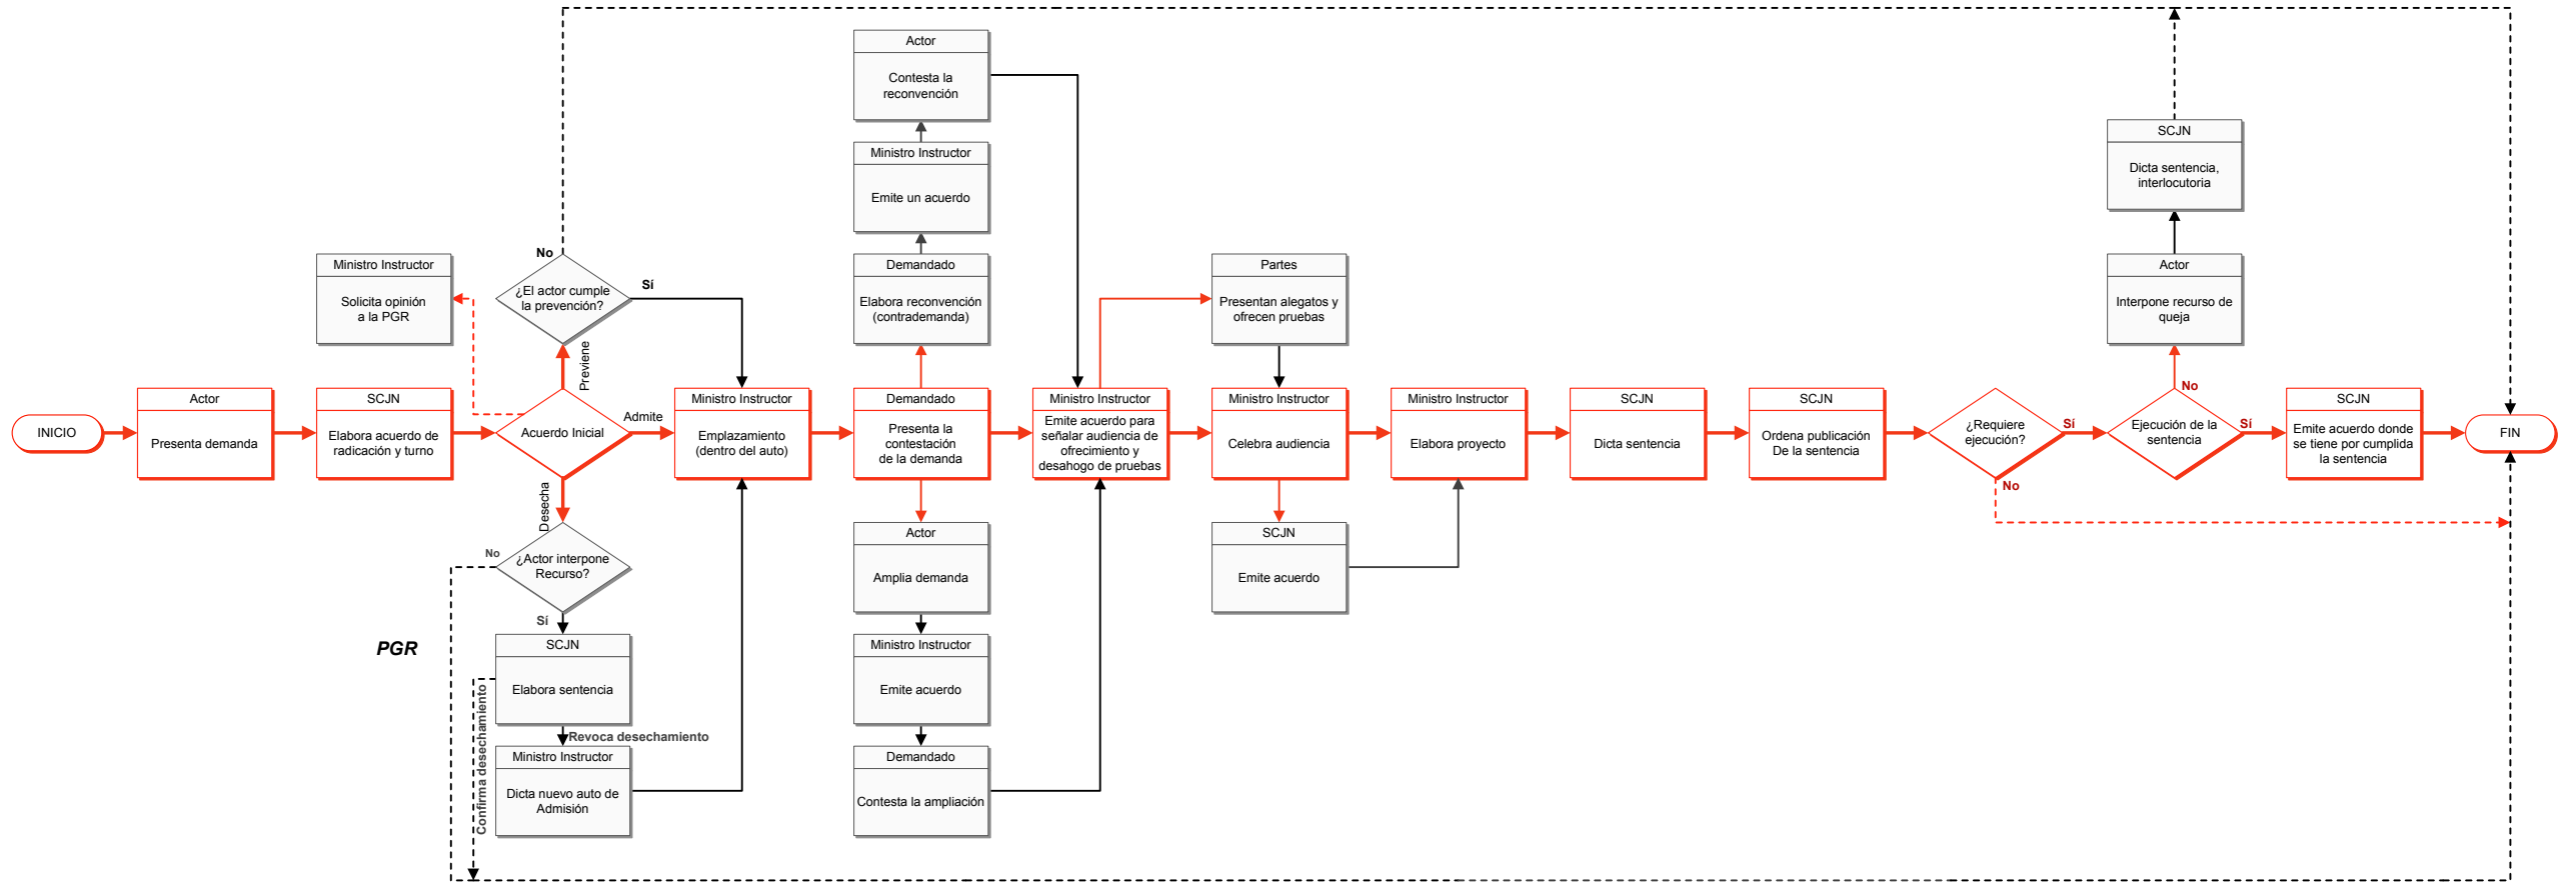 Actor
Contesta la
reconvención
Ministro Instructor
Emite un acuerdo
SCJN
Dicta sentencia,
interlocutoria
No
Ministro Instructor
Solicita opinión
a la PGR
¿El actor cumple
la prevención?
Sí
Demandado
Elabora reconvención
(contrademanda)
Partes
Presentan alegatos y
ofrecen pruebas
Actor
Interpone recurso de
queja
Previene
No
INICIO
Actor
Presenta demanda
SCJN
Elabora acuerdo de
radicación y turno
Acuerdo Inicial
Admite
Ministro Instructor
Emplazamiento
(dentro del auto)
Demandado
Presenta la
contestación
de la demanda
Ministro Instructor
Emite acuerdo para
señalar audiencia de
ofrecimiento y
desahogo de pruebas
Ministro Instructor
Celebra audiencia
Ministro Instructor
Elabora proyecto
SCJN
Dicta sentencia
SCJN
Ordena publicación
De la sentencia
¿Requiere
ejecución?
Sí
Ejecución de la
sentencia
Sí
SCJN
Emite acuerdo donde
se tiene por cumplida
la sentencia
FIN
No
Desecha
No
¿Actor interpone
Recurso?
Sí
Actor
Amplia demanda
SCJN
Emite acuerdo
PGR
SCJN
Elabora sentencia
Ministro Instructor
Emite acuerdo
Confirma desechamiento
Revoca desechamiento
Ministro Instructor
Dicta nuevo auto de
Admisión
Demandado
Contesta la ampliación